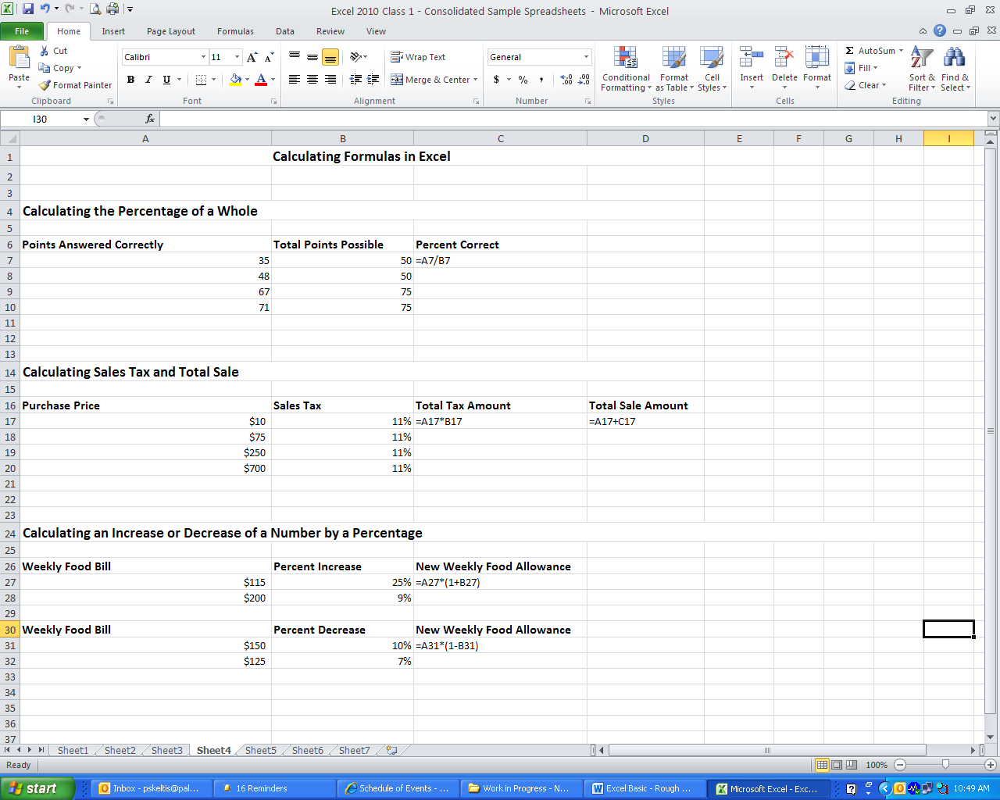 Excel 2010 Class 1 - Consolidated Sample Spreadsheets - Microsoft Excel
File Home Insert Page Layout Formulas Data Review View
Paste Cut Copy Format Painter
Calibri 11
B I U
Wrap Text
Merge & Center
General
$ % ,
Conditional Formatting Format as Table Cell Styles
Insert Delete Format
Σ AutoSum Fill Clear
Sort & Filter Find & Select
Clipboard Font Alignment Number Styles Cells Editing
I30 fx
A B C D E F G H I
1 Calculating Formulas in Excel
2
3
4 Calculating the Percentage of a Whole
5
6 Points Answered Correctly Total Points Possible Percent Correct
7 35 50 =A7/B7
8 48 50
9 67 75
10 71 75
11
12
13
14 Calculating Sales Tax and Total Sale
15
16 Purchase Price Sales Tax Total Tax Amount Total Sale Amount
17 $10 11% =A17*B17 =A17+C17
18 $75 11%
19 $250 11%
20 $700 11%
21
22
23
24 Calculating an Increase or Decrease of a Number by a Percentage
25
26 Weekly Food Bill Percent Increase New Weekly Food Allowance
27 $115 25% =A27*(1+B27)
28 $200 9%
29
30 Weekly Food Bill Percent Decrease New Weekly Food Allowance
31 $150 10% =A31*(1-B31)
32 $125 7%
33
34
35
36
37
Sheet1 Sheet2 Sheet3 Sheet4 Sheet5 Sheet6 Sheet7
Ready 100%
start Inbox - pskeltis@pal... 16 Reminders Schedule of Events - ... Work in Progress - N... Excel Basic - Rough ... Microsoft Excel - Exc... 10:49 AM